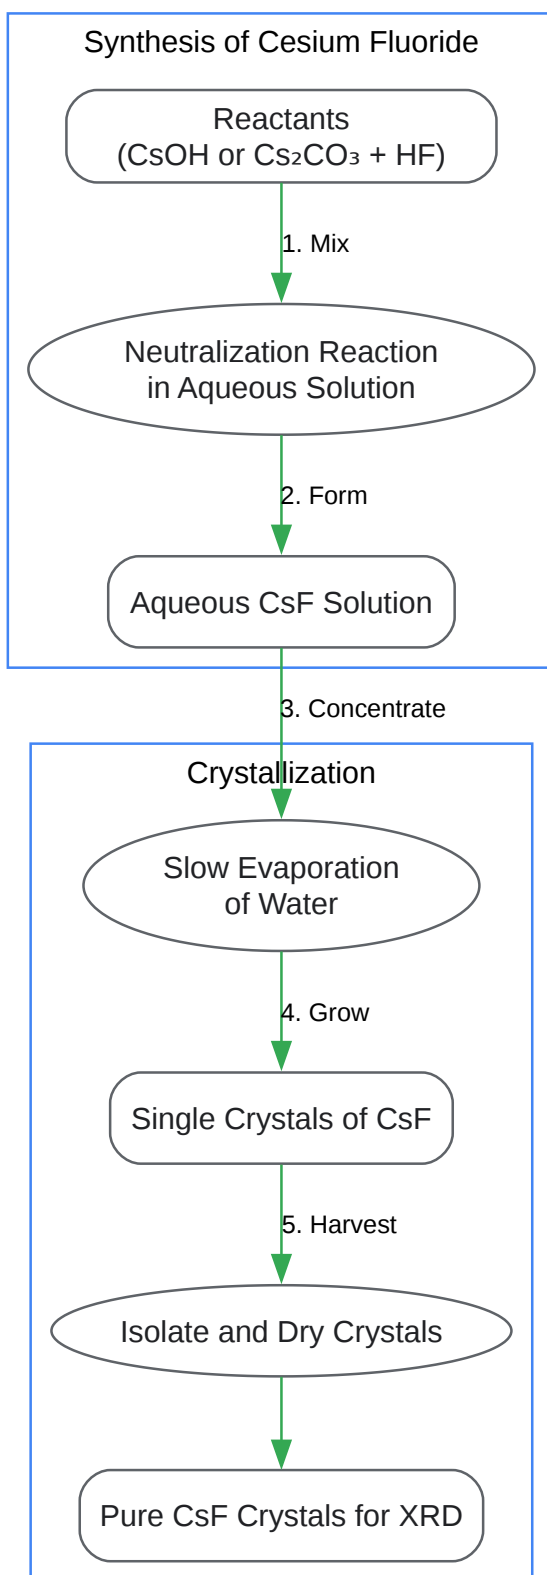 Synthesis of Cesium Fluoride
Reactants
(CsOH or Cs₂CO₃ + HF)
1. Mix
Neutralization Reaction
in Aqueous Solution
2. Form
Aqueous CsF Solution
3. Concentrate
Crystallization
Slow Evaporation
of Water
4. Grow
Single Crystals of CsF
5. Harvest
Isolate and Dry Crystals
Pure CsF Crystals for XRD